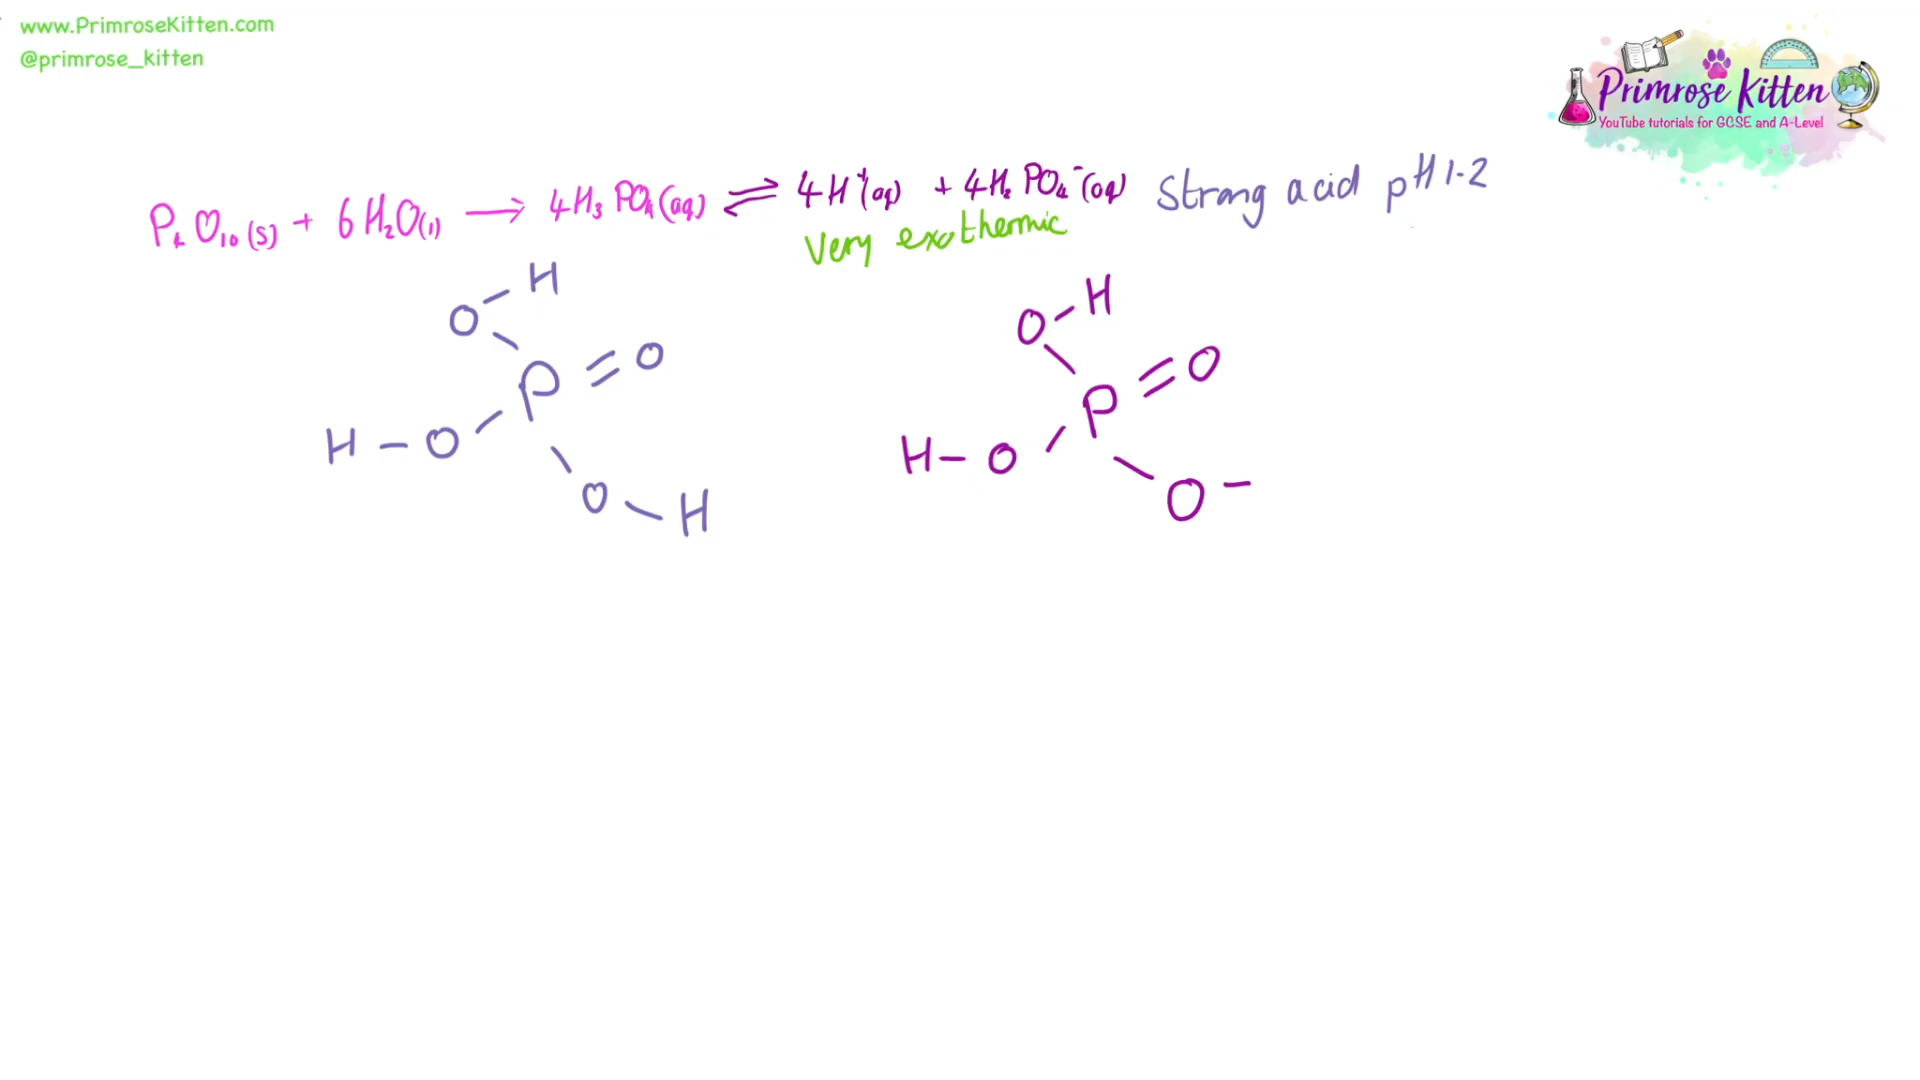 www.PrimroseKitten.com
@primrose_kitten
Primrose Kitten
YouTube tutorials for GCSE and A-Level
P₄O₁₀(s) + 6H₂O(l) → 4H₃PO₄(aq) ⇌ 4H⁺(aq) + 4H₂PO₄⁻(aq) Strong acid pH 1-2
Very exothermic
O - H
P = O
H - O
O - H
O - H
P = O
H - O
O -